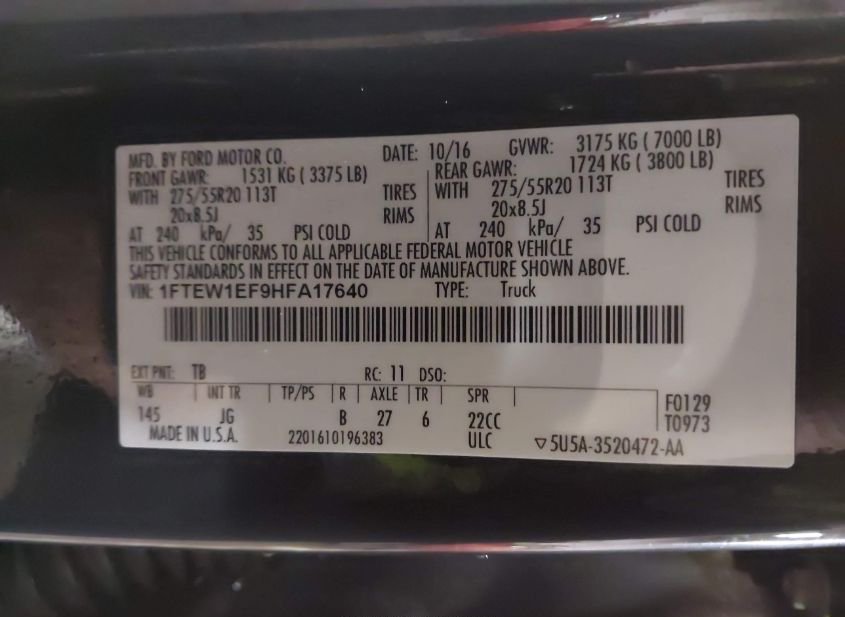 MFD. BY FORD MOTOR CO. DATE: 10/16 GVWR: 3175 KG ( 7000 LB)
FRONT GAWR: 1531 KG ( 3375 LB) REAR GAWR: 1724 KG ( 3800 LB)
WITH 275/55R20 113T TIRES WITH 275/55R20 113T TIRES
20x8.5J RIMS 20x8.5J RIMS
AT 240 kPa/ 35 PSI COLD AT 240 kPa/ 35 PSI COLD
THIS VEHICLE CONFORMS TO ALL APPLICABLE FEDERAL MOTOR VEHICLE
SAFETY STANDARDS IN EFFECT ON THE DATE OF MANUFACTURE SHOWN ABOVE.
VIN: 1FTEW1EF9HFA17640 TYPE: Truck
EXT PNT: TB RC: 11 DSO:
WB INT TR TP/PS R AXLE TR SPR
145 JG B 27 6 22CC
F0129
T0973
MADE IN U.S.A. 2201610196383 ULC ▽5U5A-3520472-AA